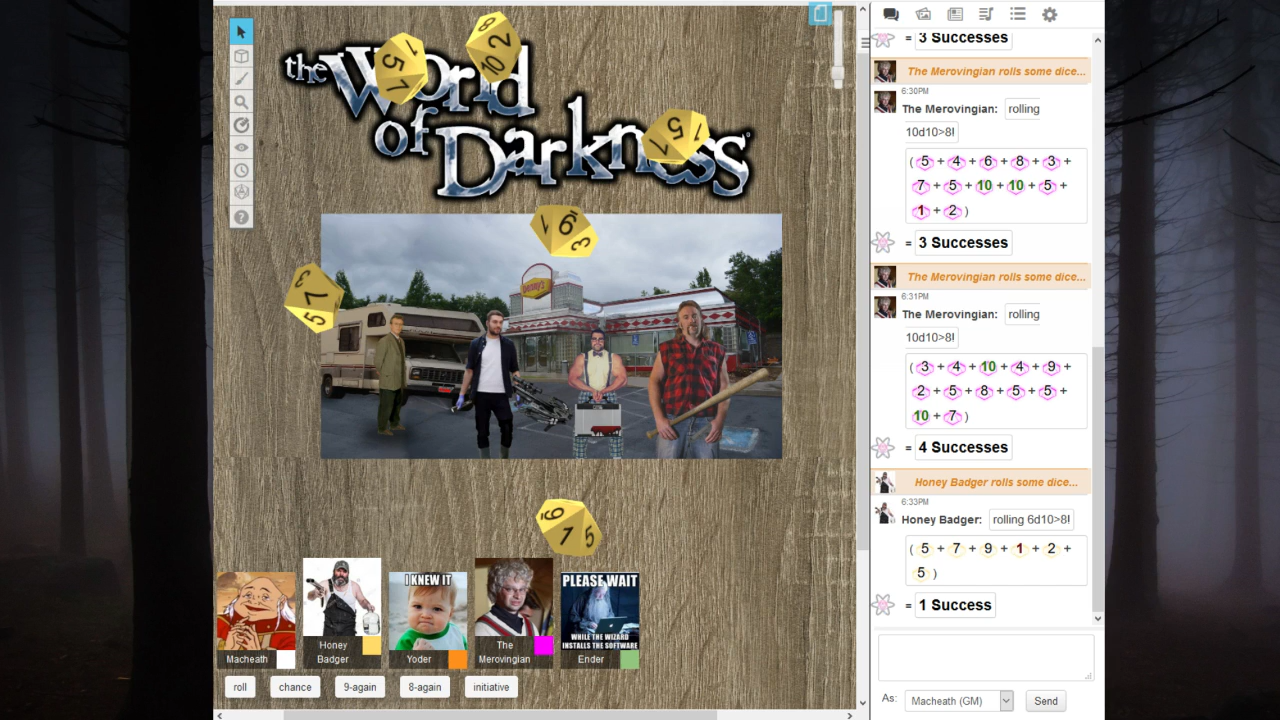 the World
of Darkness®
Denny's
Macheath
Honey
Badger
I KNEW IT
Yoder
The
Merovingian
PLEASE WAIT
WHILE THE WIZARD
INSTALLS THE SOFTWARE
Ender
roll
chance
9-again
8-again
initiative
= 3 Successes
The Merovingian rolls some dice...
6:30PM
The Merovingian: rolling
10d10>8!
( 5 + 4 + 6 + 8 + 3 +
7 + 5 + 10 + 10 + 5 +
1 + 2 )
= 3 Successes
The Merovingian rolls some dice...
6:31PM
The Merovingian: rolling
10d10>8!
( 3 + 4 + 10 + 4 + 9 +
2 + 5 + 8 + 5 + 5 +
10 + 7 )
= 4 Successes
Honey Badger rolls some dice...
6:33PM
Honey Badger: rolling 6d10>8!
( 5 + 7 + 9 + 1 + 2 +
5 )
= 1 Success
As: Macheath (GM)
Send